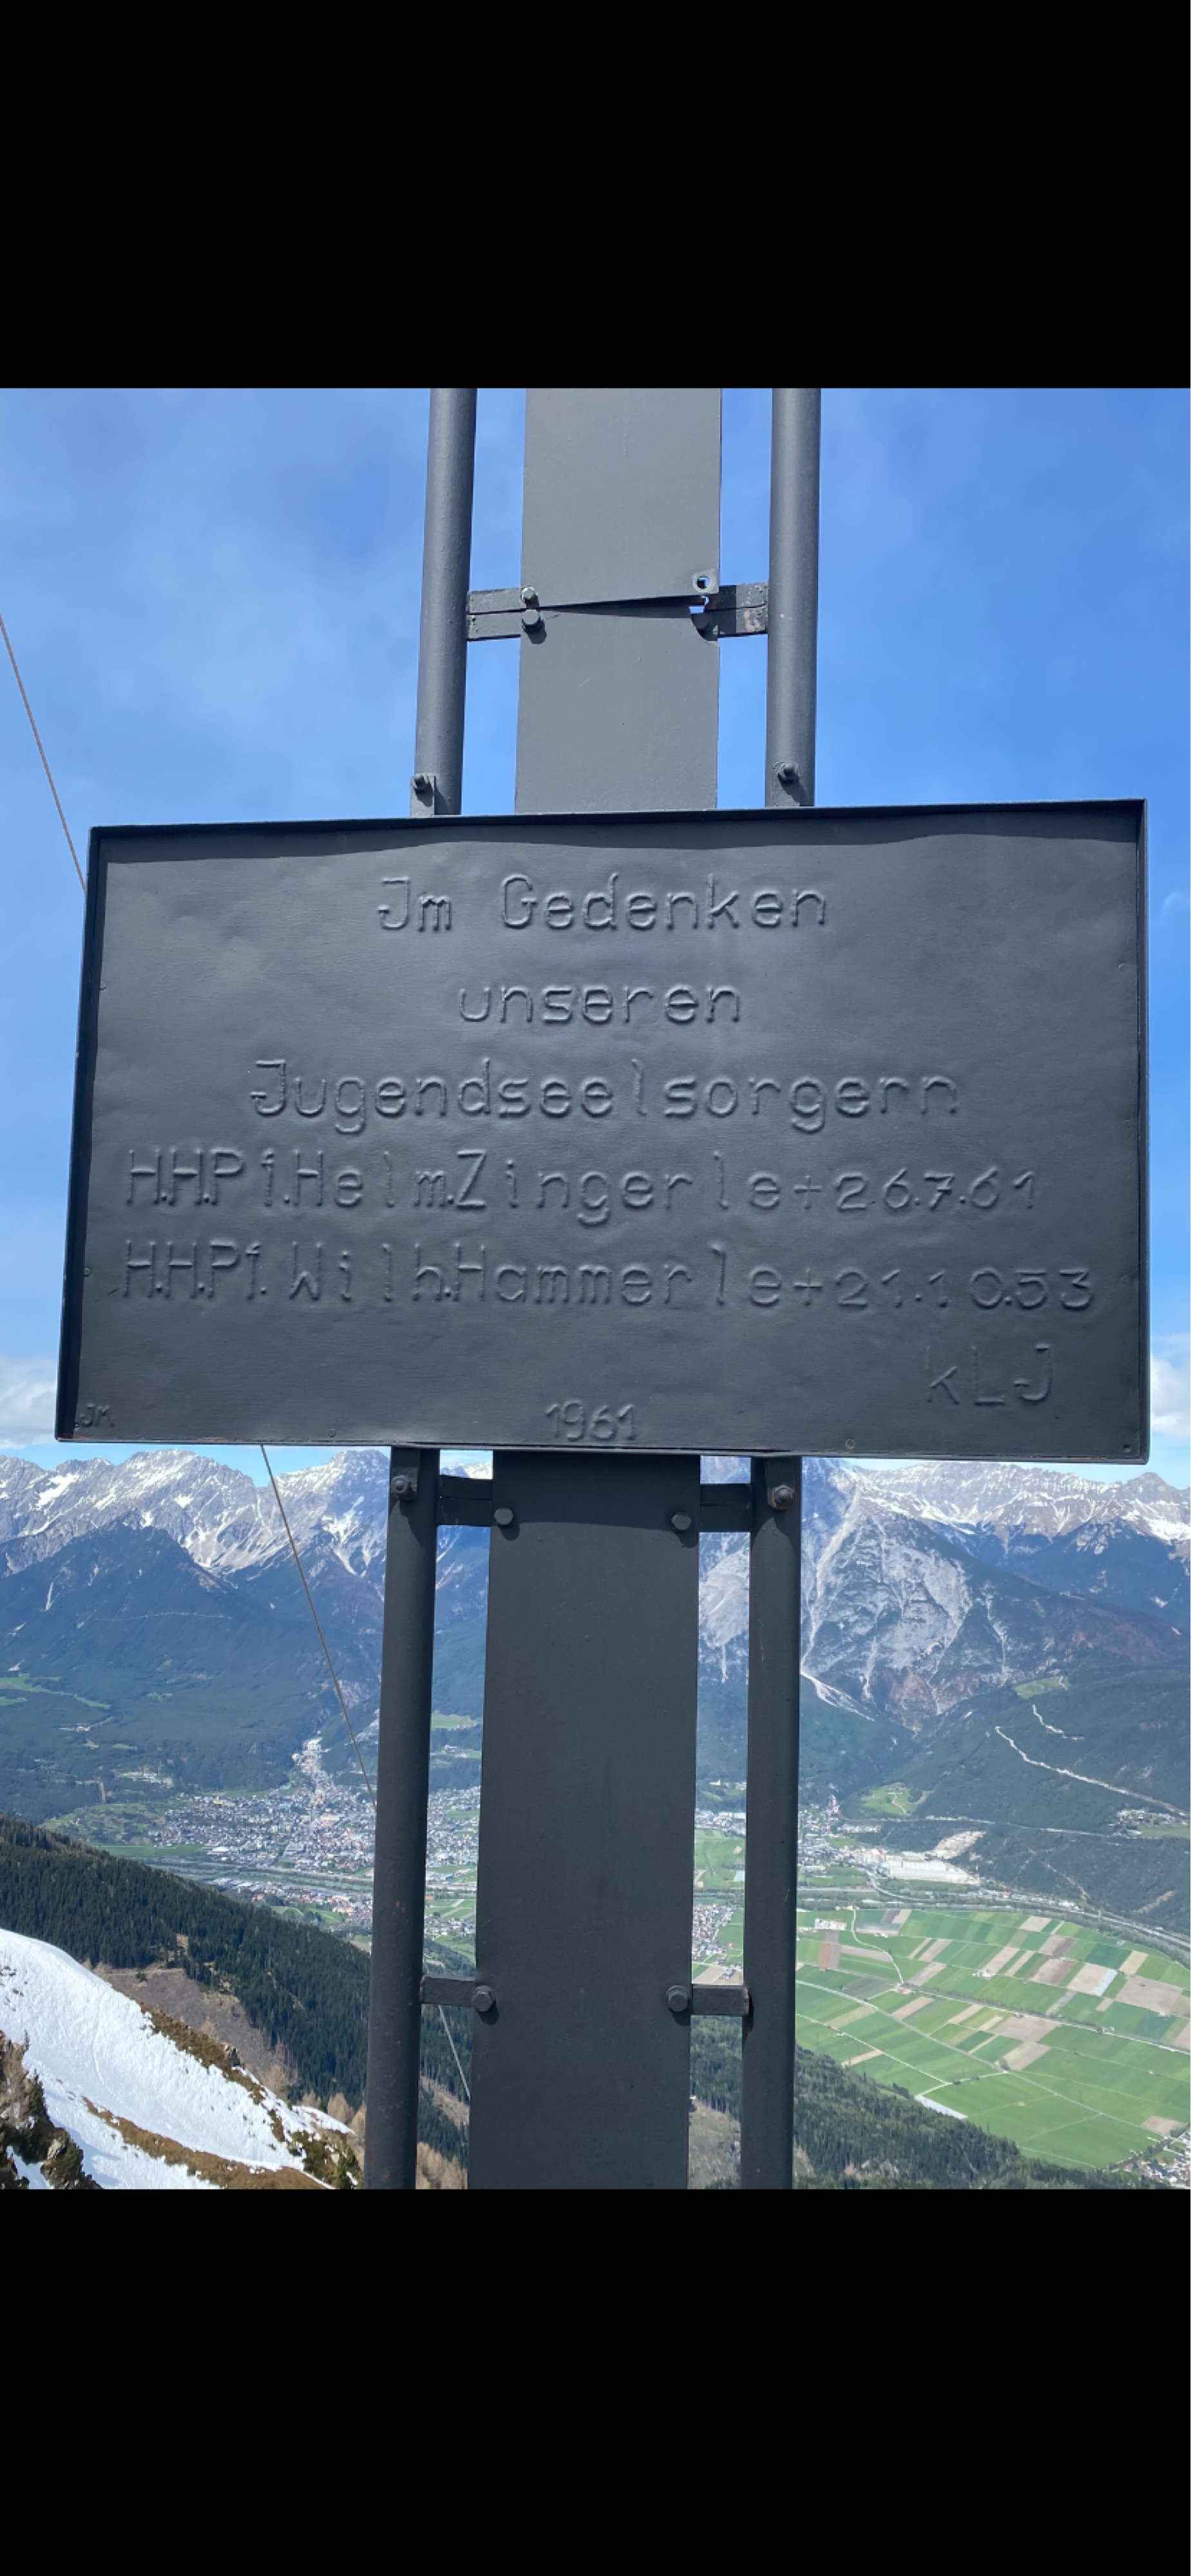 Jm Gedenken
unseren
Jugendseelsorgern
H.H.Pf.Helm.Zingerle+26.7.61
H.H.Pf.Wilh.Hammerle+21.10.53
KLJ
JM
1961